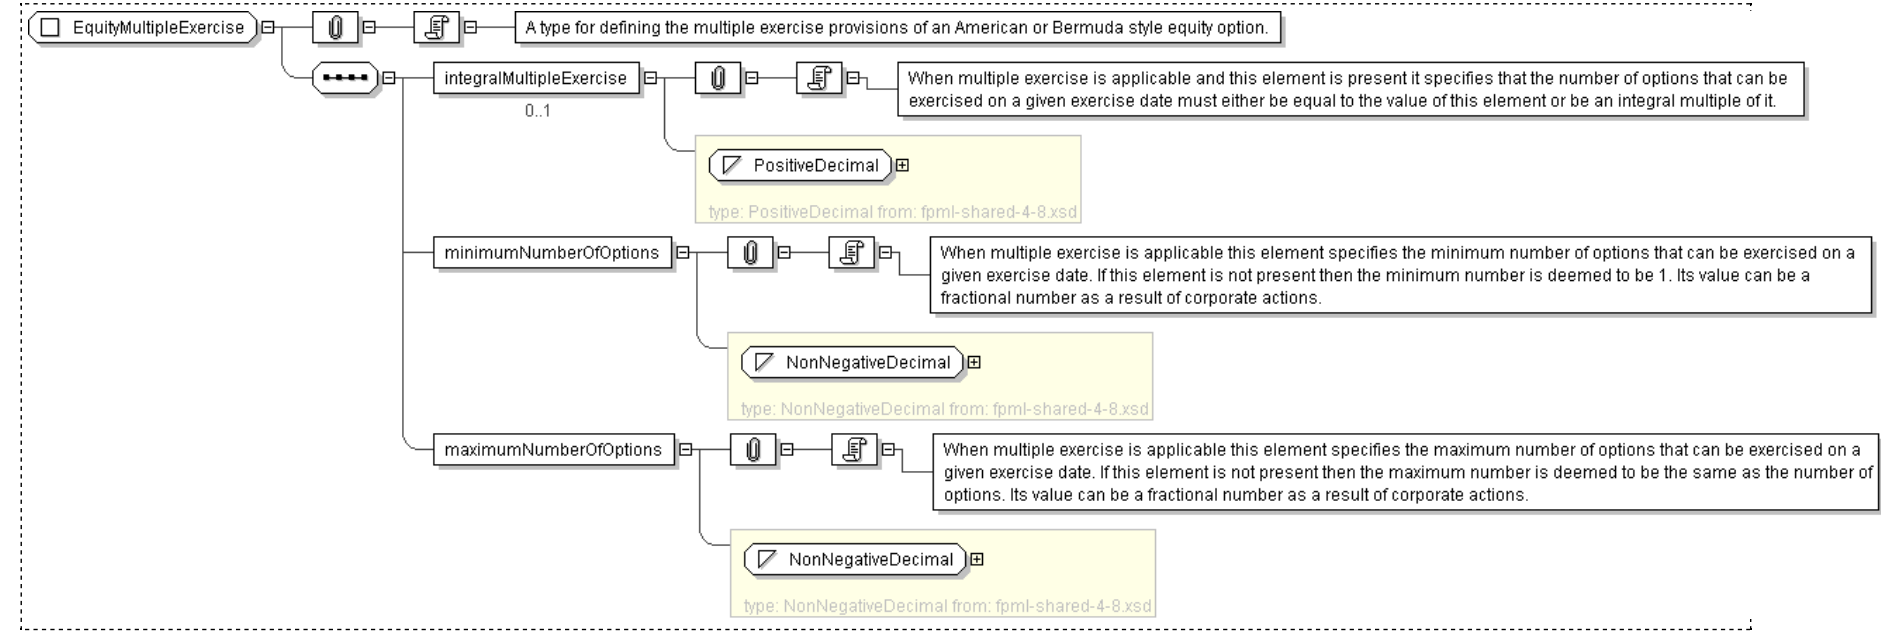 EquityMultipleExercise
A type for defining the multiple exercise provisions of an American or Bermuda style equity option.
integralMultipleExercise
0..1
When multiple exercise is applicable and this element is present it specifies that the number of options that can be
exercised on a given exercise date must either be equal to the value of this element or be an integral multiple of it.
PositiveDecimal
type: PositiveDecimal from: fpml-shared-4-8.xsd
minimumNumberOfOptions
When multiple exercise is applicable this element specifies the minimum number of options that can be exercised on a
given exercise date. If this element is not present then the minimum number is deemed to be 1. Its value can be a
fractional number as a result of corporate actions.
NonNegativeDecimal
type: NonNegativeDecimal from: fpml-shared-4-8.xsd
maximumNumberOfOptions
When multiple exercise is applicable this element specifies the maximum number of options that can be exercised on a
given exercise date. If this element is not present then the maximum number is deemed to be the same as the number of
options. Its value can be a fractional number as a result of corporate actions.
NonNegativeDecimal
type: NonNegativeDecimal from: fpml-shared-4-8.xsd